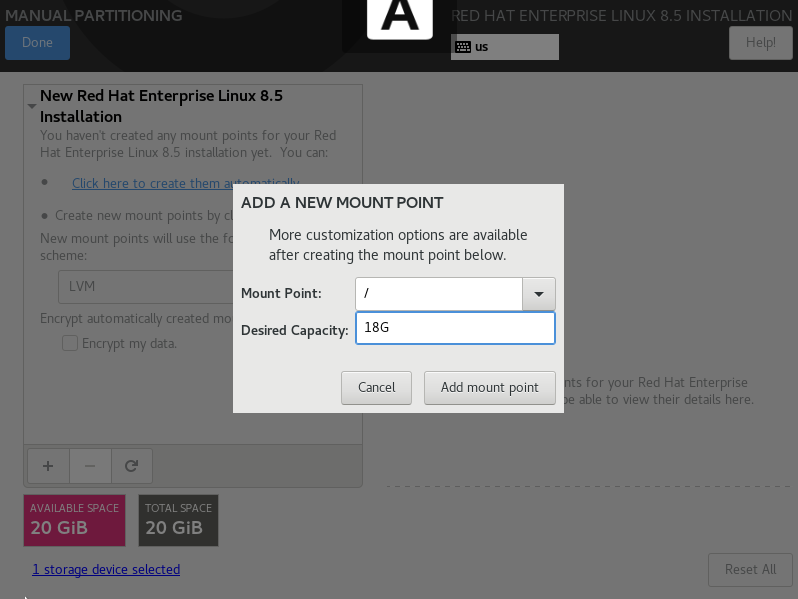 MANUAL PARTITIONING
RED HAT ENTERPRISE LINUX 8.5 INSTALLATION
A
Done
us
Help!
New Red Hat Enterprise Linux 8.5
Installation
You haven't created any mount points for your Red
Hat Enterprise Linux 8.5 installation yet. You can:
• Click here to create them automatically.
• Create new mount points by cl
New mount points will use the fo
scheme:
LVM
Encrypt automatically created mo
Encrypt my data.
ADD A NEW MOUNT POINT
More customization options are available
after creating the mount point below.
Mount Point: /
Desired Capacity: 18G
Cancel
Add mount point
nts for your Red Hat Enterprise
be able to view their details here.
+ −
AVAILABLE SPACE
20 GiB
TOTAL SPACE
20 GiB
1 storage device selected
Reset All